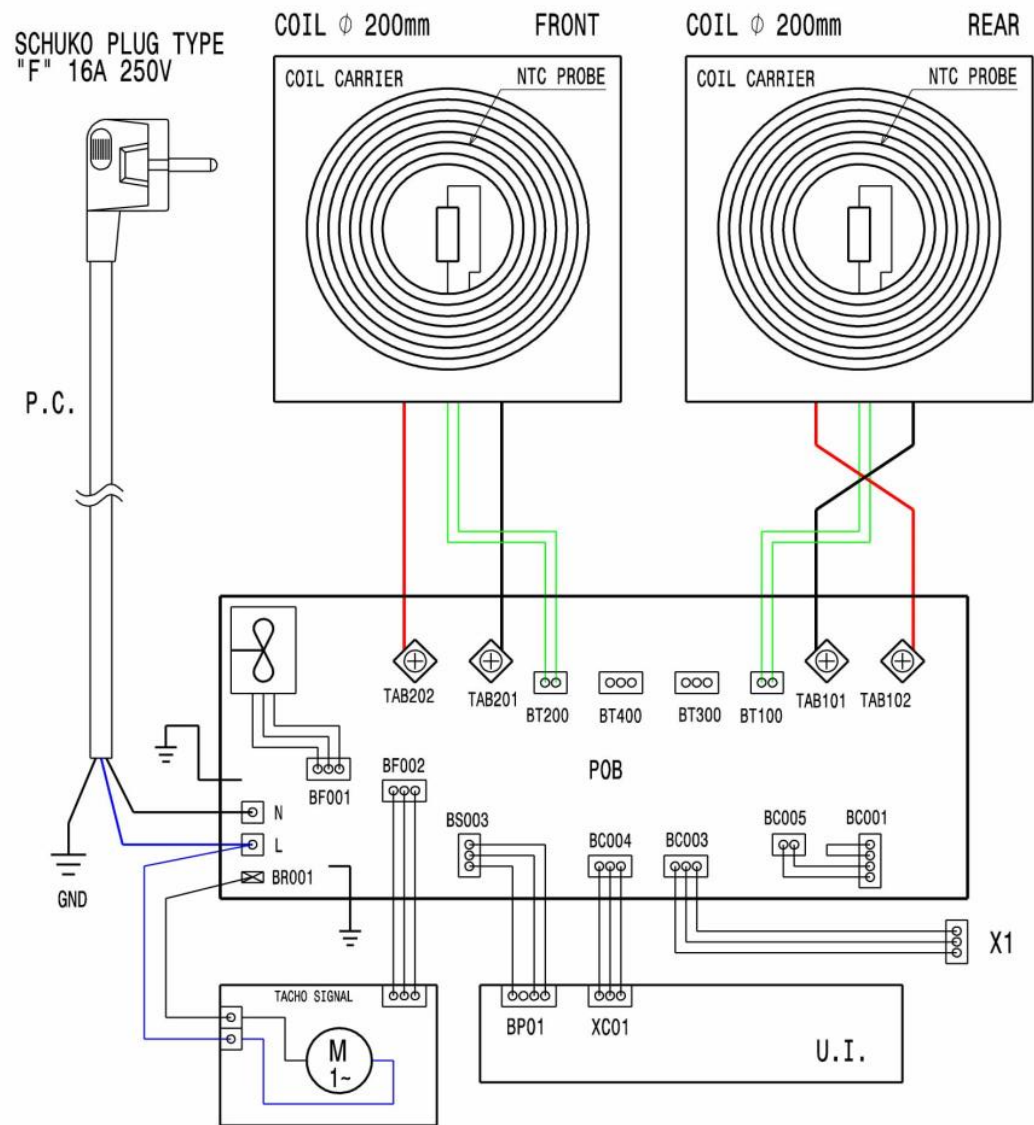 SCHUKO PLUG TYPE
"F" 16A 250V
COIL ⌀ 200mm FRONT
COIL ⌀ 200mm REAR
COIL CARRIER NTC PROBE
COIL CARRIER NTC PROBE
P.C.
TAB202
TAB201
BT200
BT400
BT300
BT100
TAB101
TAB102
BF001
BF002
POB
N
L
BR001
BS003
BC004
BC003
BC005
BC001
GND
X1
TACHO SIGNAL
M
1~
BP01
XC01
U.I.